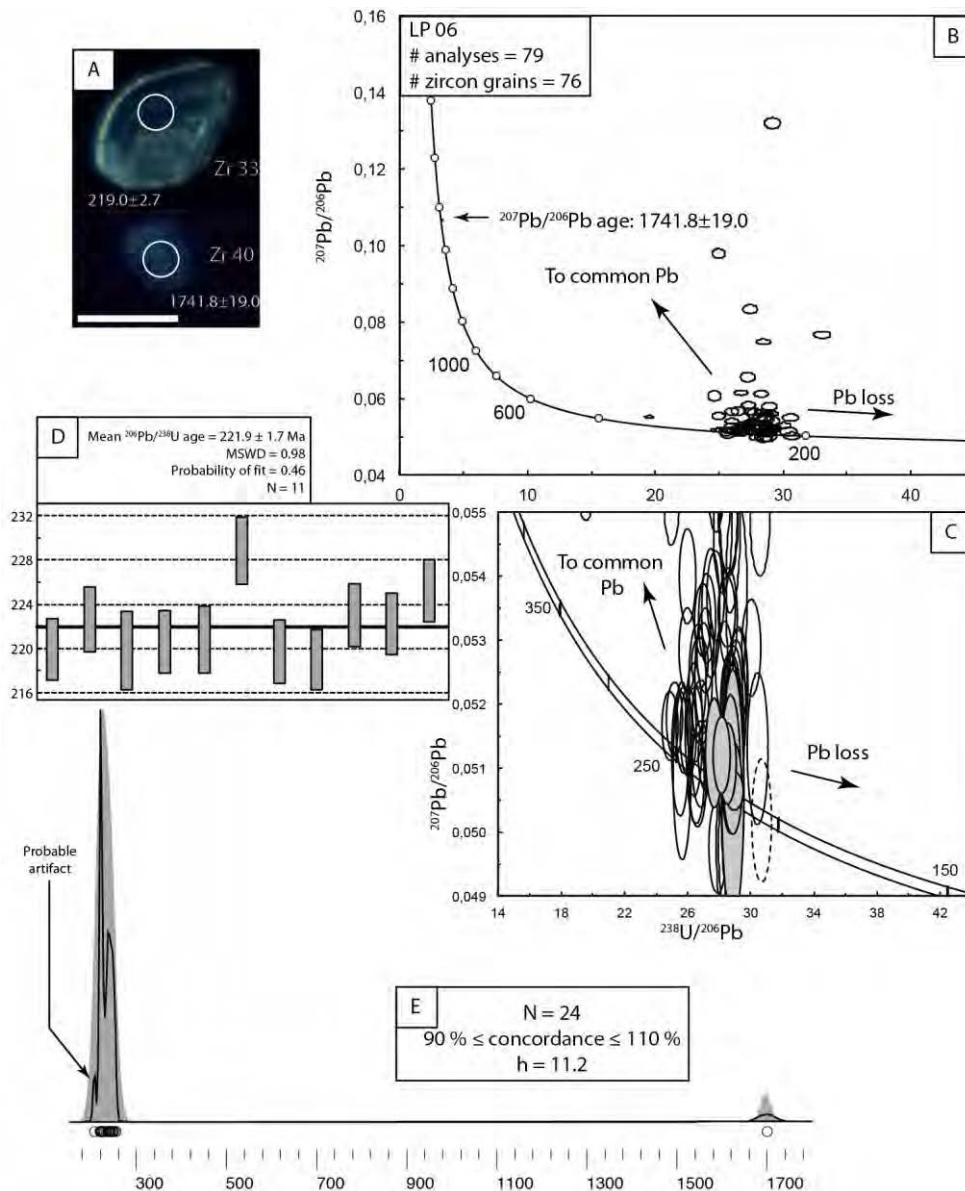 A
Zr 33
219.0±2.7
Zr 40
1741.8±19.0
B
LP 06
# analyses = 79
# zircon grains = 76
0,16
0,14
0,12
0,10
0,08
0,06
0,04
²⁰⁷Pb/²⁰⁶Pb
²⁰⁷Pb/²⁰⁶Pb age: 1741.8±19.0
To common Pb
1000
600
Pb loss
200
0
10
20
30
40
D
Mean ²⁰⁶Pb/²³⁸U age = 221.9 ± 1.7 Ma
MSWD = 0.98
Probability of fit = 0.46
N = 11
232
228
224
220
216
C
0,055
0,054
0,053
0,052
0,051
0,050
0,049
²⁰⁷Pb/²⁰⁶Pb
To common
Pb
350
250
Pb loss
150
14
18
22
26
30
34
38
42
²³⁸U/²⁰⁶Pb
Probable
artifact
E
N = 24
90 % ≤ concordance ≤ 110 %
h = 11.2
300
500
700
900
1100
1300
1500
1700